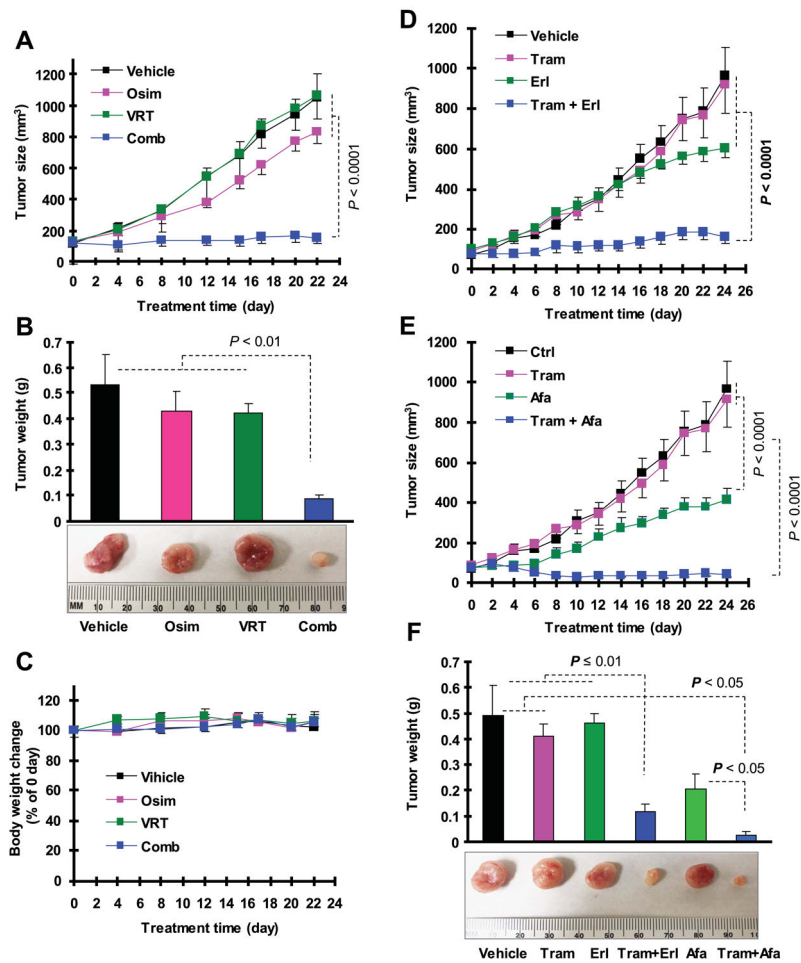 A
Tumor size (mm3)
1200
1000
800
600
400
200
0
Vehicle
Osim
VRT
Comb
P < 0.0001
0 2 4 6 8 10 12 14 16 18 20 22 24
Treatment time (day)
B
Tumor weight (g)
0.7
0.6
0.5
0.4
0.3
0.2
0.1
0
P < 0.01
MM 10 20 30 40 50 60 70 80 9
Vehicle Osim VRT Comb
C
Body weight change
(% of 0 day)
120
100
80
60
40
20
0
Vihicle
Osim
VRT
Comb
0 2 4 6 8 10 12 14 16 18 20 22 24
Treatment time (day)
D
Tumor size (mm3)
1200
1000
800
600
400
200
0
Vehicle
Tram
Erl
Tram + Erl
P < 0.0001
0 2 4 6 8 10 12 14 16 18 20 22 24 26
Treatment time (day)
E
Tumor size (mm3)
1200
1000
800
600
400
200
0
Ctrl
Tram
Afa
Tram + Afa
P < 0.0001
P < 0.0001
0 2 4 6 8 10 12 14 16 18 20 22 24 26
Treatment time (day)
F
Tumor weight (g)
0.7
0.6
0.5
0.4
0.3
0.2
0.1
0
P ≤ 0.01
P < 0.05
P < 0.05
20 30 40 50 60 70 80 90
Vehicle Tram Erl Tram+Erl Afa Tram+Afa